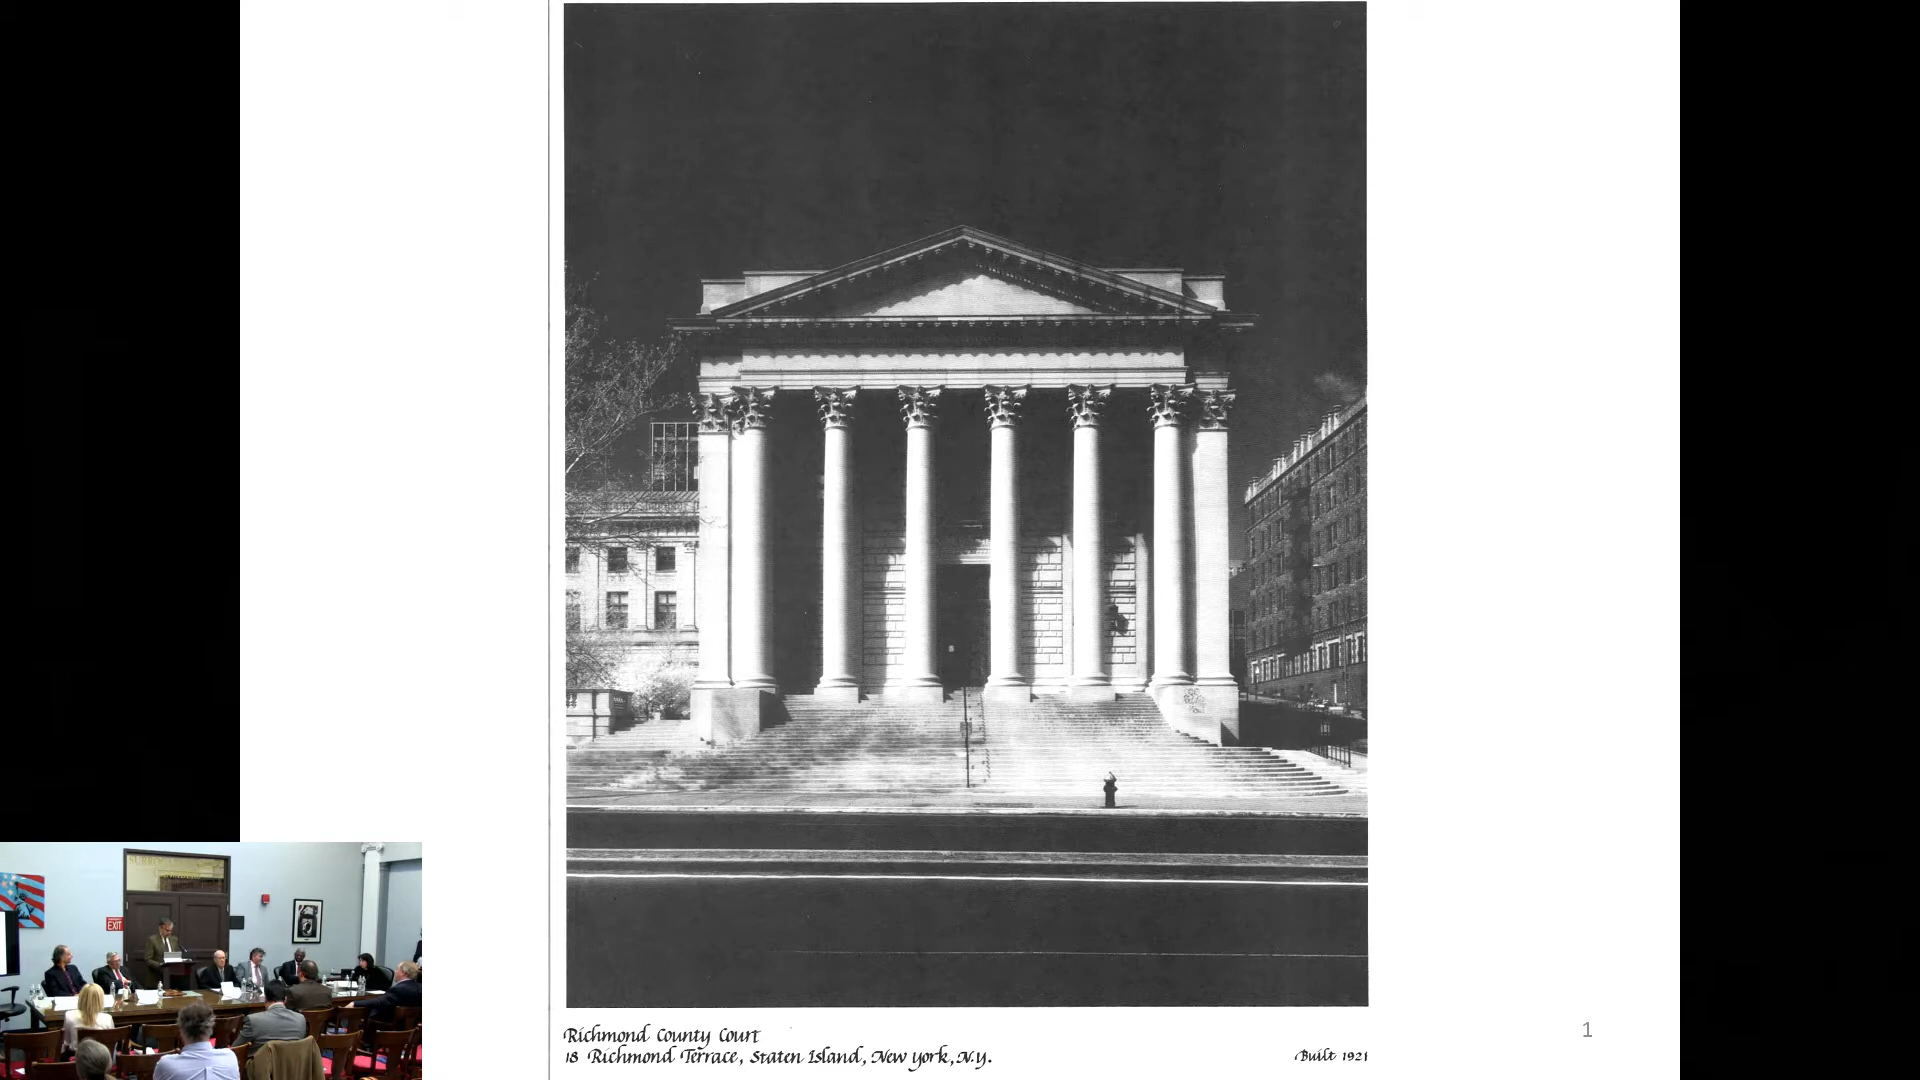 Richmond County Court
18 Richmond Terrace, Staten Island, New York, N.Y.
Built 1921
1
EXIT